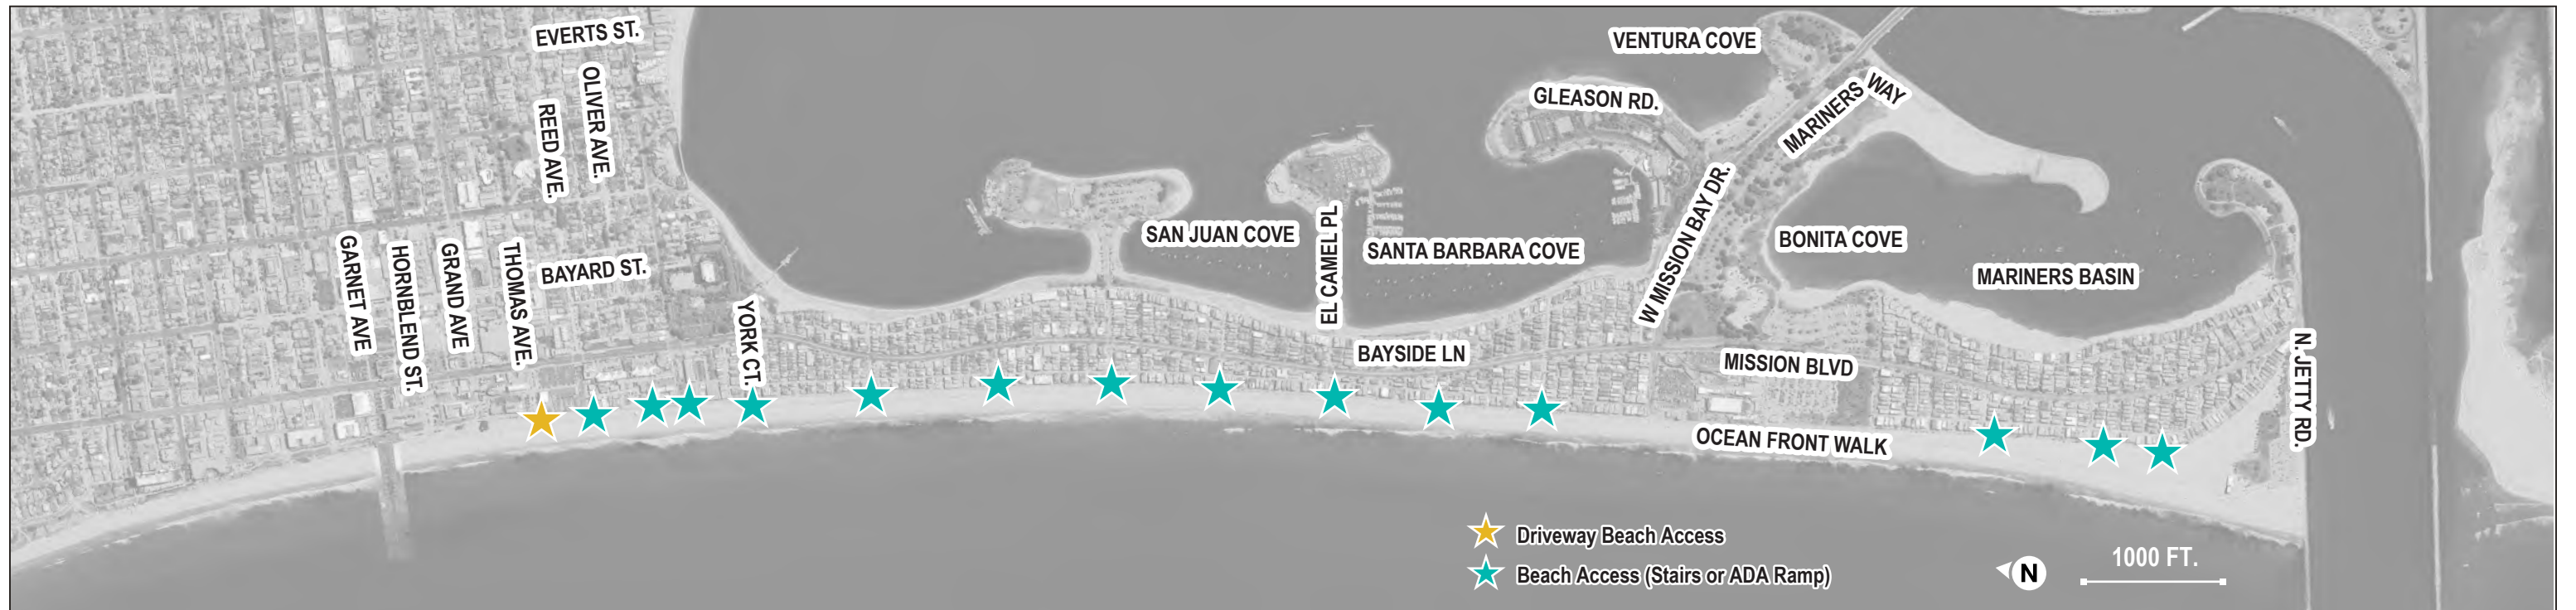 EVERTS ST.
OLIVER AVE.
REED AVE.
GARNET AVE
HORNBLEND ST.
GRAND AVE
THOMAS AVE.
BAYARD ST.
YORK CT.
SAN JUAN COVE
EL CAMEL PL
SANTA BARBARA COVE
GLEASON RD.
VENTURA COVE
MARINERS WAY
W MISSION BAY DR.
BONITA COVE
MARINERS BASIN
BAYSIDE LN
MISSION BLVD
OCEAN FRONT WALK
N. JETTY RD.
Driveway Beach Access
Beach Access (Stairs or ADA Ramp)
N
1000 FT.